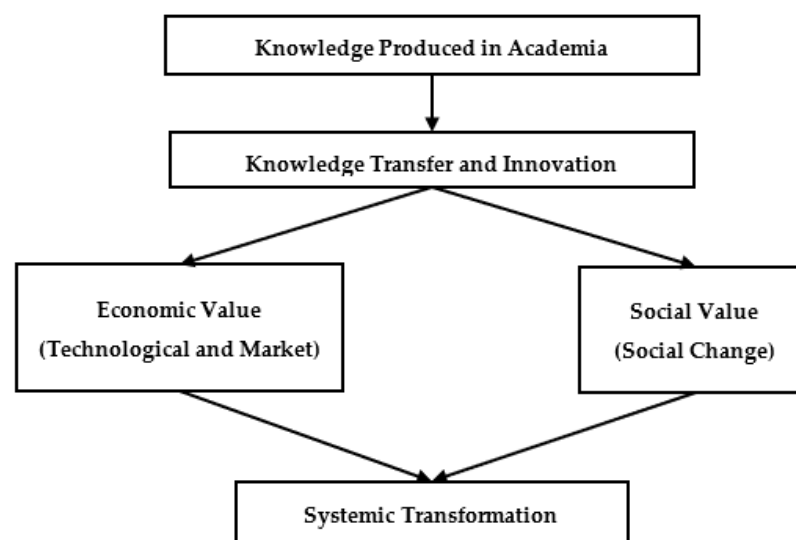 Knowledge Produced in Academia
Knowledge Transfer and Innovation
Economic Value
(Technological and Market)
Social Value
(Social Change)
Systemic Transformation